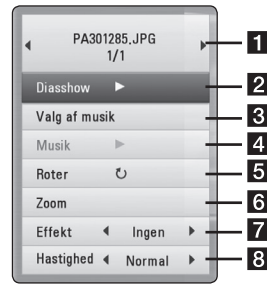 PA301285.JPG 1
1/1
Diasshow 2
Valg af musik 3
Musik 4
Roter 5
Zoom 6
Effekt Ingen 7
Hastighed Normal 8